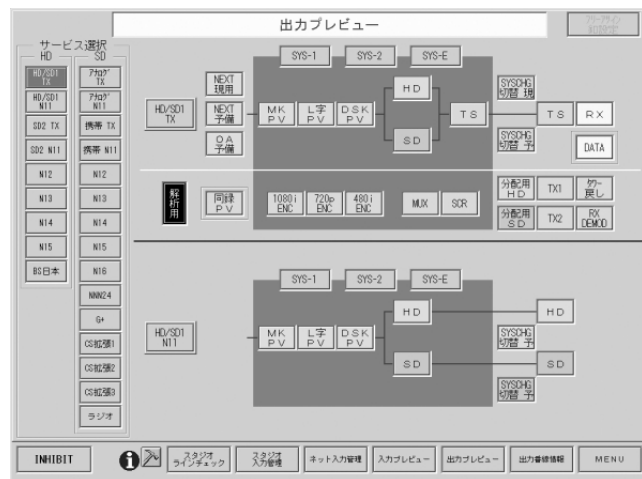 出力プレビュー
サービス選択
HD
SD
HD/SD1
TX
HD/SD1
N11
SD2 TX
SD2 N11
N12
N13
N14
N15
BS日本
アナログ
TX
アナログ
N11
携帯 TX
携帯 N11
N12
N13
N14
N15
N16
NNN24
G+
CS拡張1
CS拡張2
CS拡張3
ラジオ
SYS-1
SYS-2
SYS-E
HD/SD1
TX
NEXT
現用
NEXT
予備
OA
予備
MK
PV
L字
PV
DSK
PV
HD
SD
TS
SYSCHG
切替 現
SYSCHG
切替 予
TS
RX
DATA
解析用
同録
PV
1080i
ENC
720p
ENC
480i
ENC
MUX
SCR
分配用
HD
TX1
タワー
戻し
分配用
SD
TX2
RX
DEMOD
SYS-1
SYS-2
SYS-E
HD/SD1
N11
MK
PV
L字
PV
DSK
PV
HD
SD
HD
SYSCHG
切替 予
SD
SYSCHG
切替 予
INHIBIT
スタジオ
ラインチェック
スタジオ
入力管理
ネット入力管理
入力プレビュー
出力プレビュー
出力番線情報
MENU